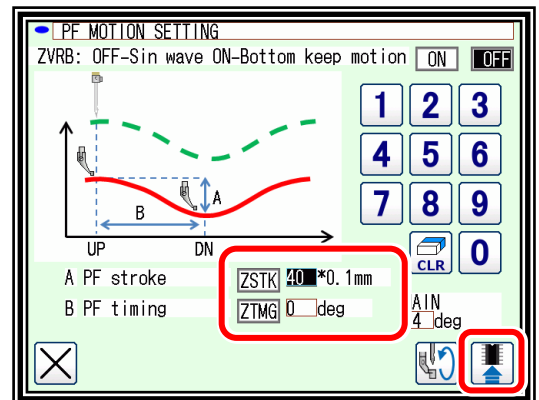 PF MOTION SETTING
ZVRB: OFF-Sin wave ON-Bottom keep motion ON OFF
1 2 3
4 5 6
A
B
7 8 9
UP DN
CLR 0
A PF stroke ZSTK 40 *0.1mm
B PF timing ZTMG 0 deg
AIN
4 deg